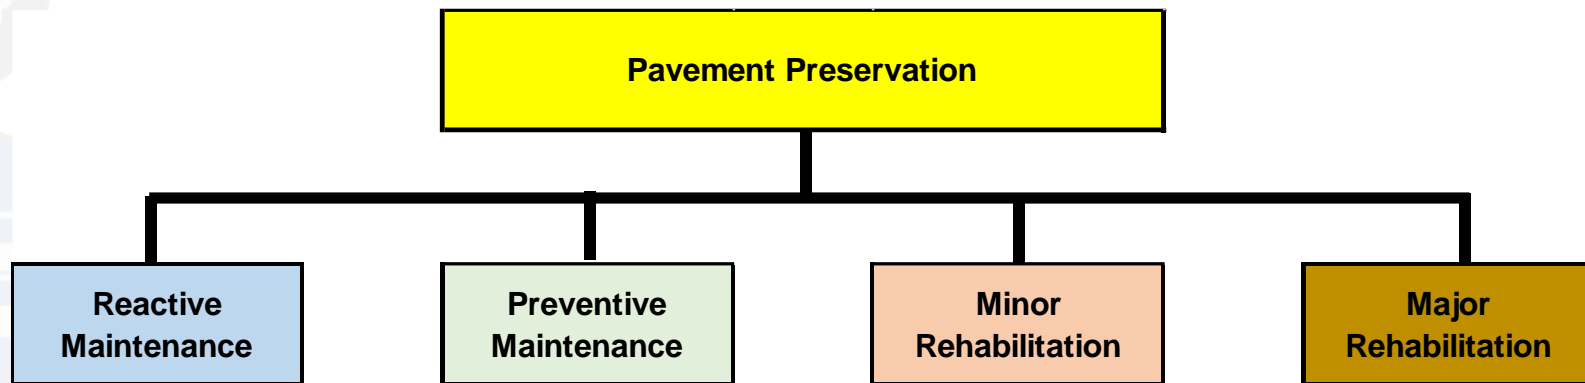 Pavement Preservation
Reactive
Maintenance
Preventive
Maintenance
Minor
Rehabilitation
Major
Rehabilitation